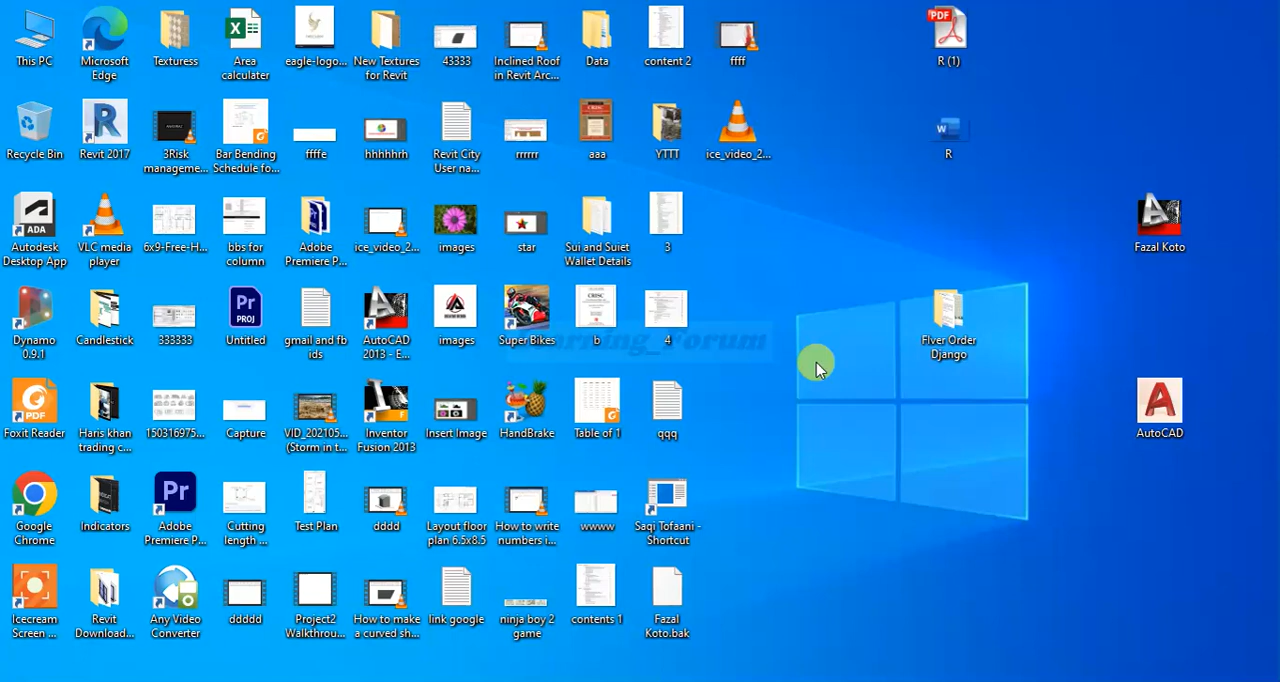 This PC
Microsoft
Edge
Texturess
Area
calculater
eagle-logo...
New Textures
for Revit
43333
Inclined Roof
in Revit Arc...
Data
content 2
ffff
PDF
R (1)
Recycle Bin
Revit 2017
3Risk
manageme...
Bar Bending
Schedule fo...
ffffe
hhhhhrh
Revit City
User na...
rrrrrr
aaa
YTTT
ice_video_2...
R
Autodesk
Desktop App
VLC media
player
6x9-Free-H...
bbs for
column
Adobe
Premiere P...
ice_video_2...
images
star
Sui and Suiet
Wallet Details
3
Fazal Koto
Dynamo
0.9.1
Candlestick
333333
Pr
PROJ
Untitled
gmail and fb
ids
AutoCAD
2013 - E...
images
Super Bikes
b
4
FIver Order
Django
Learning_Forum
PDF
Foxit Reader
Haris khan
trading c...
150316975...
Capture
VID_202105...
(Storm in t...
Inventor
Fusion 2013
Insert Image
HandBrake
Table of 1
qqq
AutoCAD
Google
Chrome
Indicators
Pr
Adobe
Premiere P...
Cutting
length ...
Test Plan
dddd
Layout floor
plan 6.5x8.5
How to write
numbers i...
wwww
Saqi Tofaani -
Shortcut
Icecream
Screen ...
Revit
Download...
Any Video
Converter
ddddd
Project2
Walkthrou...
How to make
a curved sh...
link google
ninja boy 2
game
contents 1
Fazal
Koto.bak